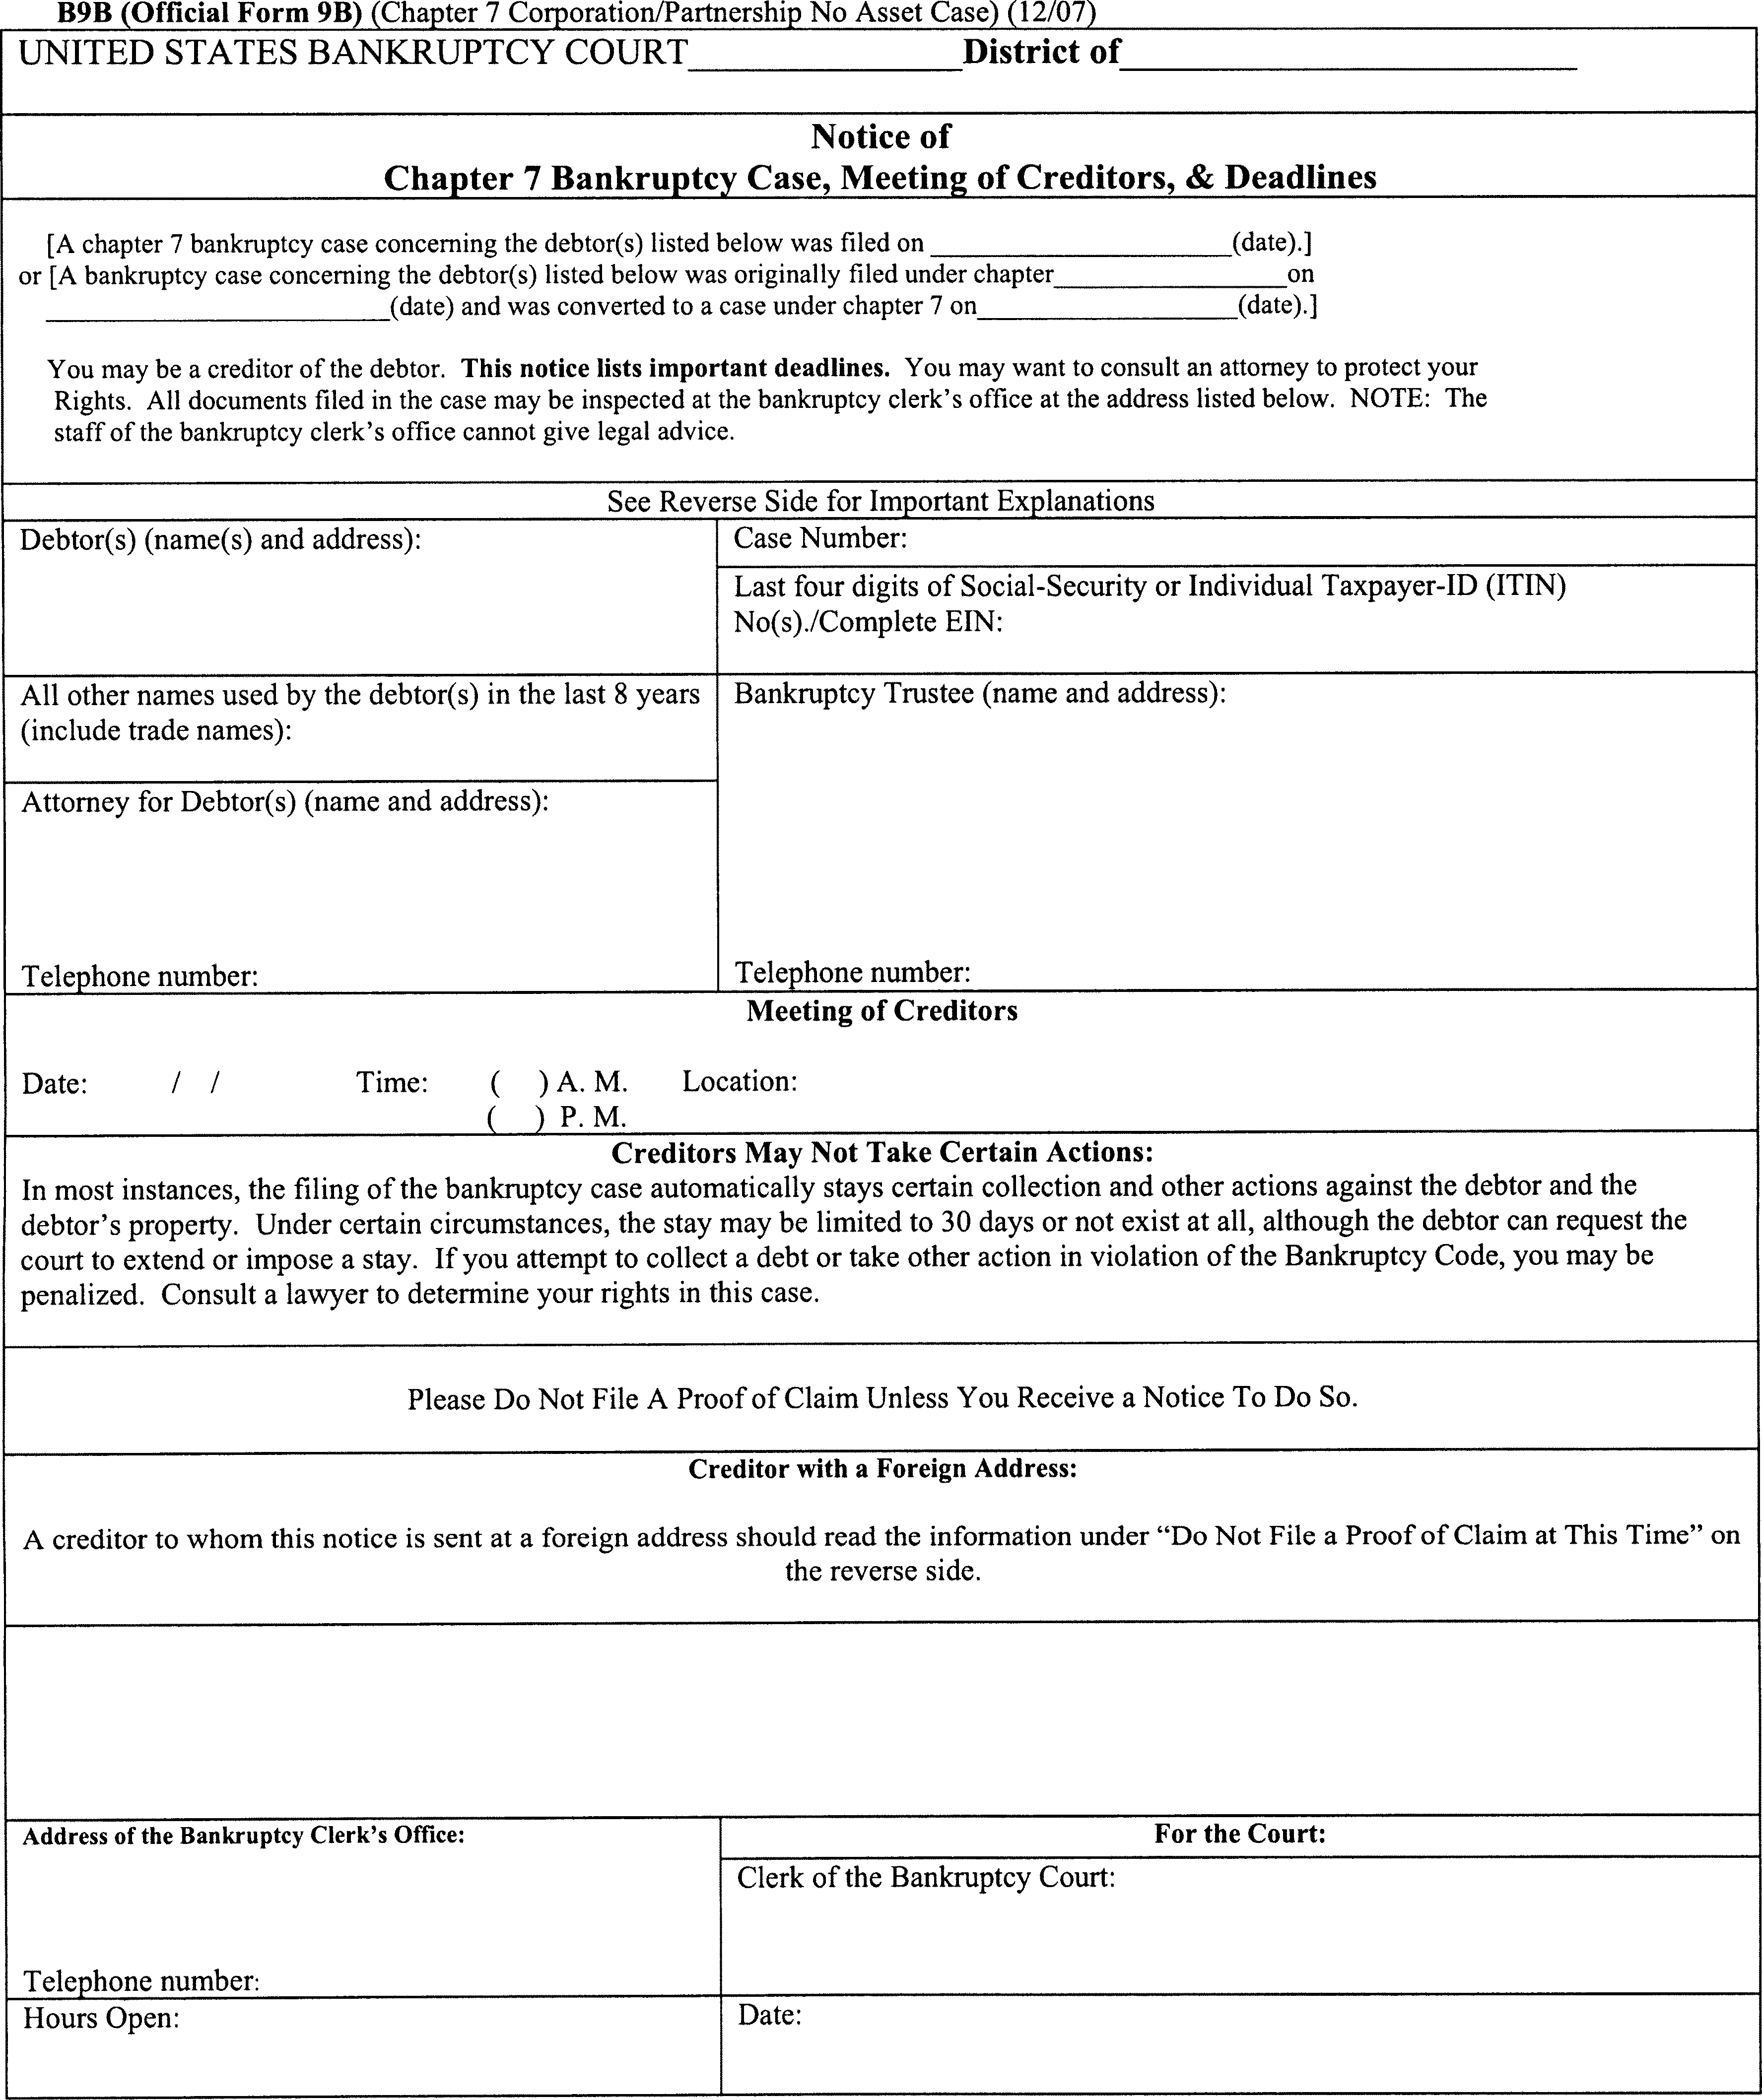 B9B (Official Form 9B) (Chapter 7 Corporation/Partnership No Asset Case) (12/07)
UNITED STATES BANKRUPTCY COURT_______________District of_________________________
Notice of
Chapter 7 Bankruptcy Case, Meeting of Creditors, & Deadlines
[A chapter 7 bankruptcy case concerning the debtor(s) listed below was filed on ____________________(date).]
or [A bankruptcy case concerning the debtor(s) listed below was originally filed under chapter________________on
_______________________(date) and was converted to a case under chapter 7 on_________________(date).]
You may be a creditor of the debtor. This notice lists important deadlines. You may want to consult an attorney to protect your
Rights. All documents filed in the case may be inspected at the bankruptcy clerk's office at the address listed below. NOTE: The
staff of the bankruptcy clerk's office cannot give legal advice.
See Reverse Side for Important Explanations
Debtor(s) (name(s) and address):
Case Number:
Last four digits of Social-Security or Individual Taxpayer-ID (ITIN)
No(s)./Complete EIN:
All other names used by the debtor(s) in the last 8 years
(include trade names):
Bankruptcy Trustee (name and address):
Attorney for Debtor(s) (name and address):
Telephone number:
Telephone number:
Meeting of Creditors
Date: / / Time: ( ) A. M. Location:
( ) P. M.
Creditors May Not Take Certain Actions:
In most instances, the filing of the bankruptcy case automatically stays certain collection and other actions against the debtor and the
debtor's property. Under certain circumstances, the stay may be limited to 30 days or not exist at all, although the debtor can request the
court to extend or impose a stay. If you attempt to collect a debt or take other action in violation of the Bankruptcy Code, you may be
penalized. Consult a lawyer to determine your rights in this case.
Please Do Not File A Proof of Claim Unless You Receive a Notice To Do So.
Creditor with a Foreign Address:
A creditor to whom this notice is sent at a foreign address should read the information under “Do Not File a Proof of Claim at This Time” on
the reverse side.
Address of the Bankruptcy Clerk's Office:
For the Court:
Clerk of the Bankruptcy Court:
Telephone number:
Hours Open:
Date: